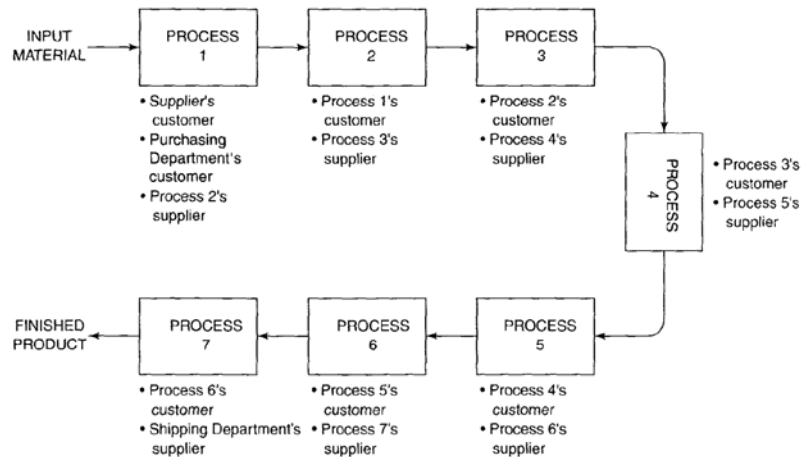 INPUT
MATERIAL
PROCESS
1
PROCESS
2
PROCESS
3
• Supplier's
customer
• Purchasing
Department's
customer
• Process 2's
supplier
• Process 1's
customer
• Process 3's
supplier
• Process 2's
customer
• Process 4's
supplier
PROCESS
4
• Process 3's
customer
• Process 5's
supplier
FINISHED
PRODUCT
PROCESS
7
PROCESS
6
PROCESS
5
• Process 6's
customer
• Shipping Department's
supplier
• Process 5's
customer
• Process 7's
supplier
• Process 4's
customer
• Process 6's
supplier